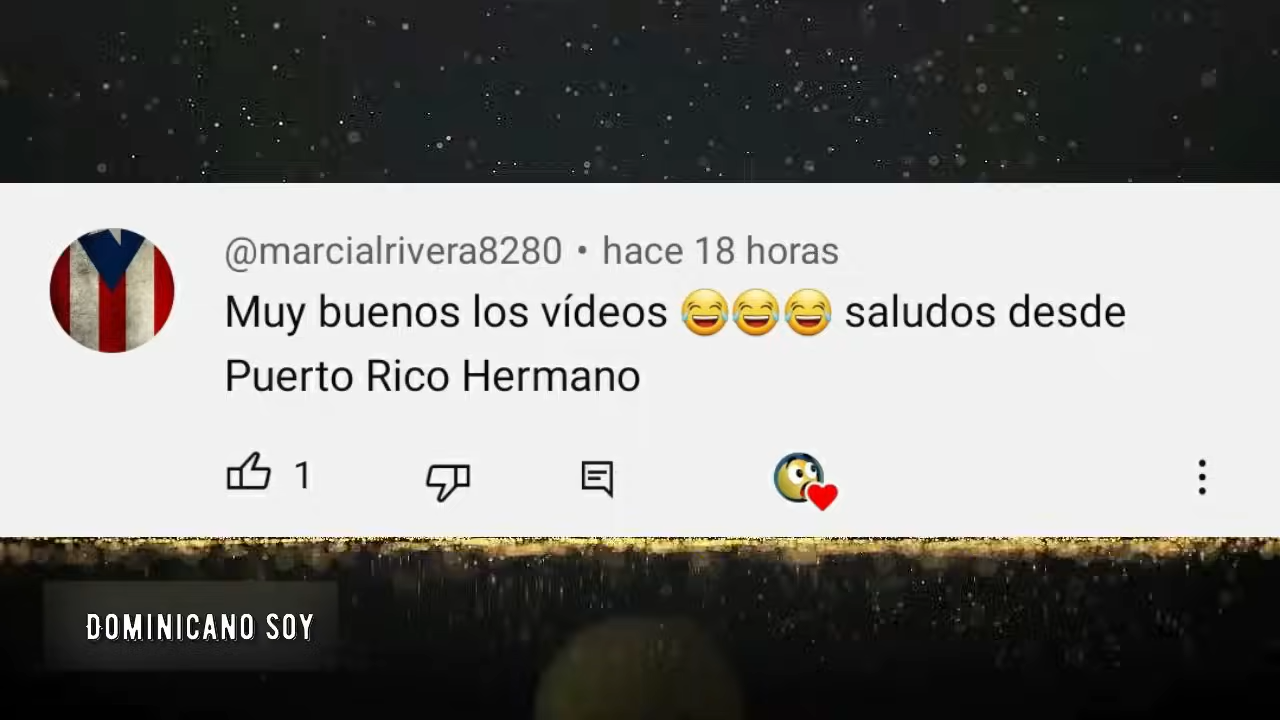 @marcialrivera8280 • hace 18 horas
Muy buenos los vídeos 😂😂😂 saludos desde
Puerto Rico Hermano
1
DOMINICANO SOY